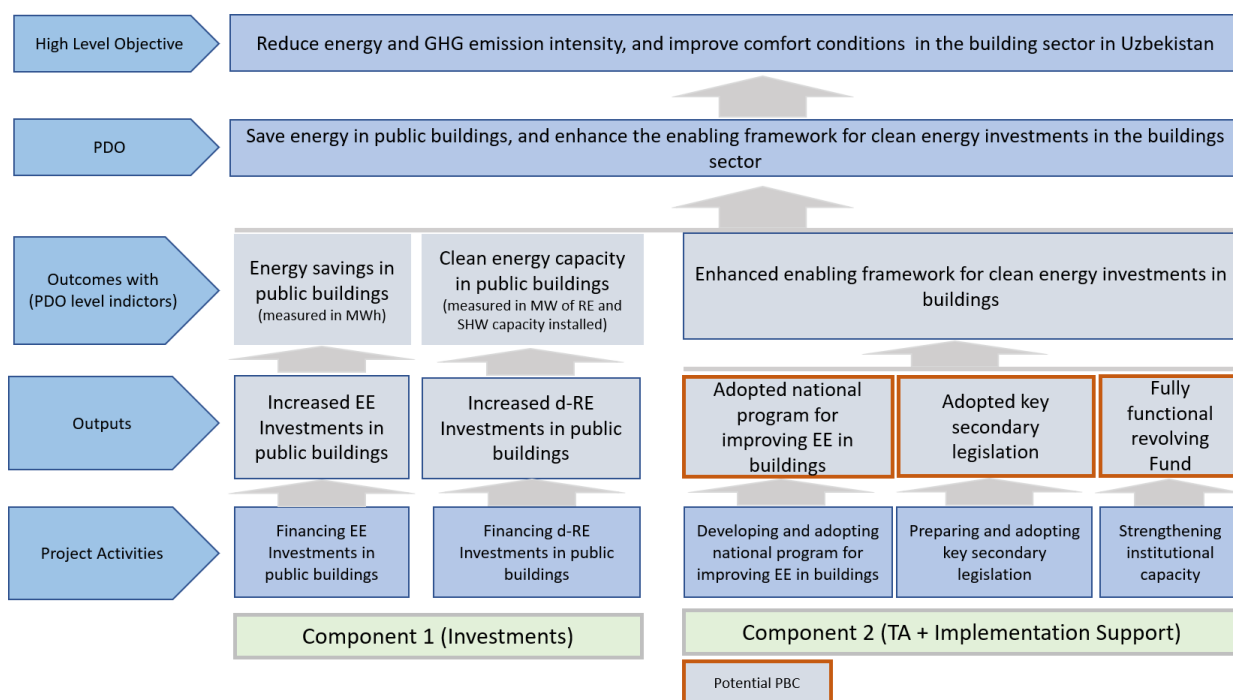 High Level Objective
Reduce energy and GHG emission intensity, and improve comfort conditions in the building sector in Uzbekistan
PDO
Save energy in public buildings, and enhance the enabling framework for clean energy investments in the buildings
sector
Outcomes with
(PDO level indictors)
Energy savings in
public buildings
(measured in MWh)
Clean energy capacity
in public buildings
(measured in MW of RE and
SHW capacity installed)
Enhanced enabling framework for clean energy investments in
buildings
Outputs
Increased EE
Investments in
public buildings
Increased d-RE
Investments in public
buildings
Adopted national
program for
improving EE in
buildings
Adopted key
secondary
legislation
Fully
functional
revolving
Fund
Project Activities
Financing EE
Investments in
public buildings
Financing d-RE
Investments in public
buildings
Developing and adopting
national program for
improving EE in buildings
Preparing and adopting
key secondary
legislation
Strengthening
institutional
capacity
Component 1 (Investments)
Component 2 (TA + Implementation Support)
Potential PBC